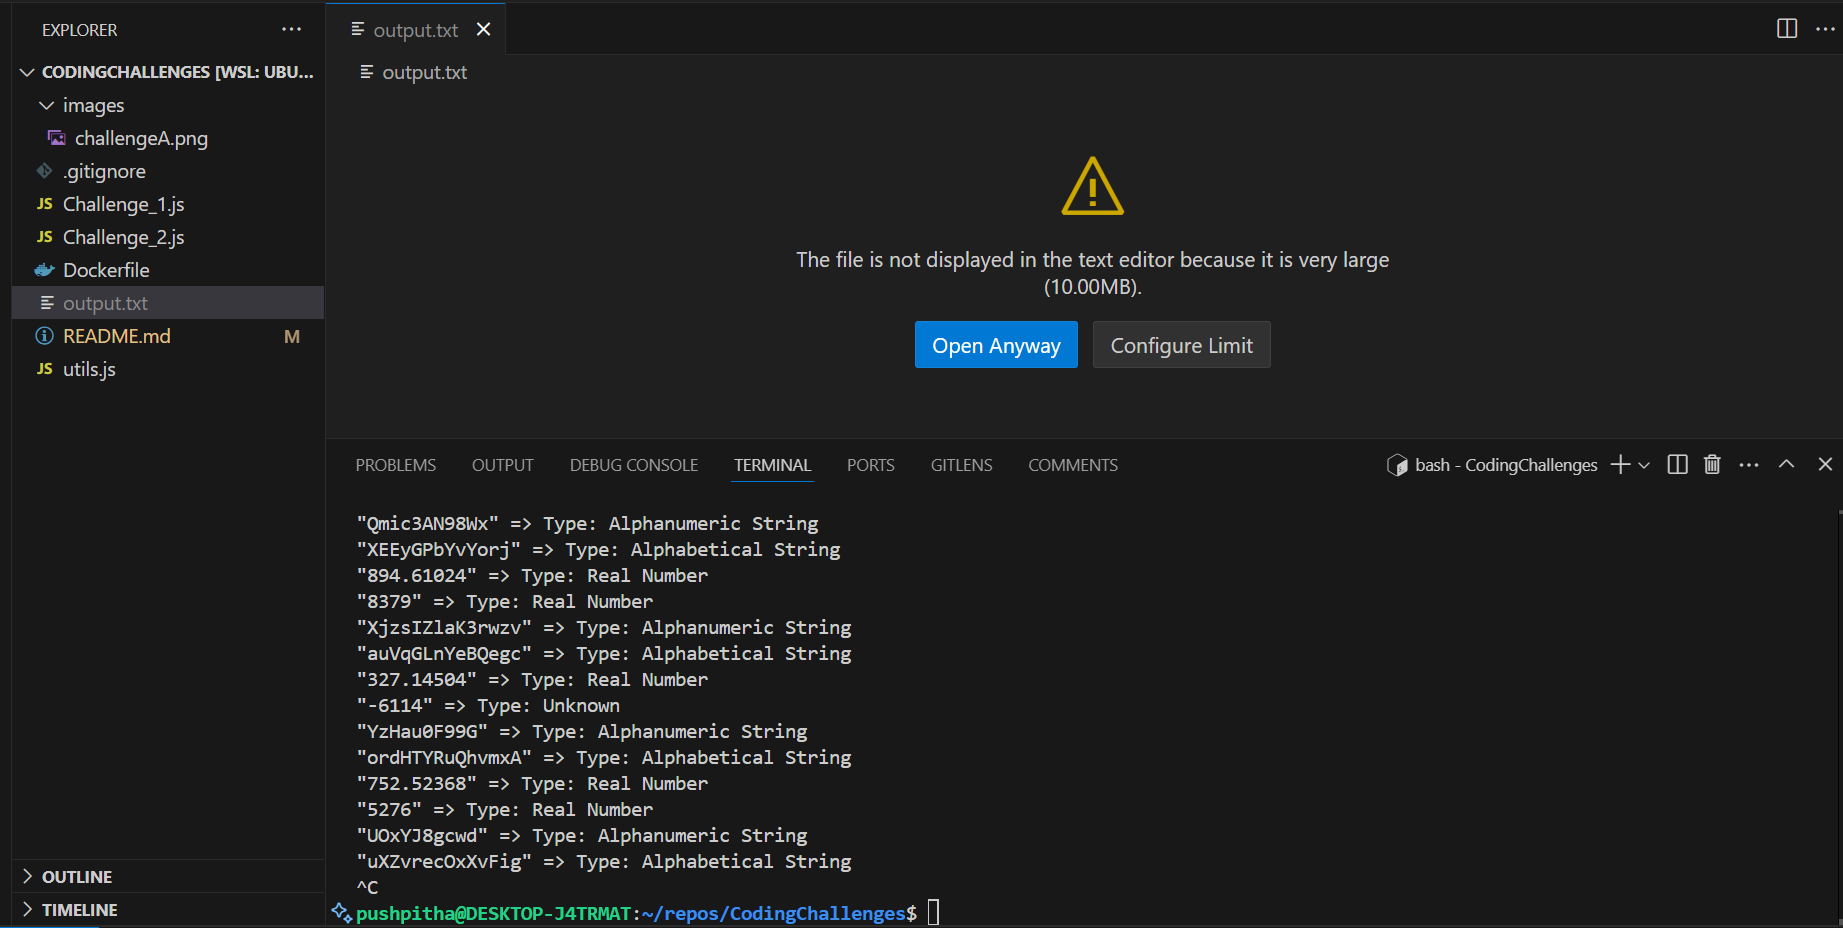 EXPLORER
CODINGCHALLENGES [WSL: UBU...
images
challengeA.png
.gitignore
JS Challenge_1.js
JS Challenge_2.js
Dockerfile
output.txt
README.md M
JS utils.js
OUTLINE
TIMELINE
output.txt
output.txt
The file is not displayed in the text editor because it is very large
(10.00MB).
Open Anyway Configure Limit
PROBLEMS OUTPUT DEBUG CONSOLE TERMINAL PORTS GITLENS COMMENTS bash - CodingChallenges
"Qmic3AN98Wx" => Type: Alphanumeric String
"XEEyGPbYvYorj" => Type: Alphabetical String
"894.61024" => Type: Real Number
"8379" => Type: Real Number
"XjzsIZlaK3rwzv" => Type: Alphanumeric String
"auVqGLnYeBQegc" => Type: Alphabetical String
"327.14504" => Type: Real Number
"-6114" => Type: Unknown
"YzHau0F99G" => Type: Alphanumeric String
"ordHTYRuQhvmxA" => Type: Alphabetical String
"752.52368" => Type: Real Number
"5276" => Type: Real Number
"UOxYJ8gcwd" => Type: Alphanumeric String
"uXZvrecOxXvFig" => Type: Alphabetical String
^C
pushpitha@DESKTOP-J4TRMAT:~/repos/CodingChallenges$